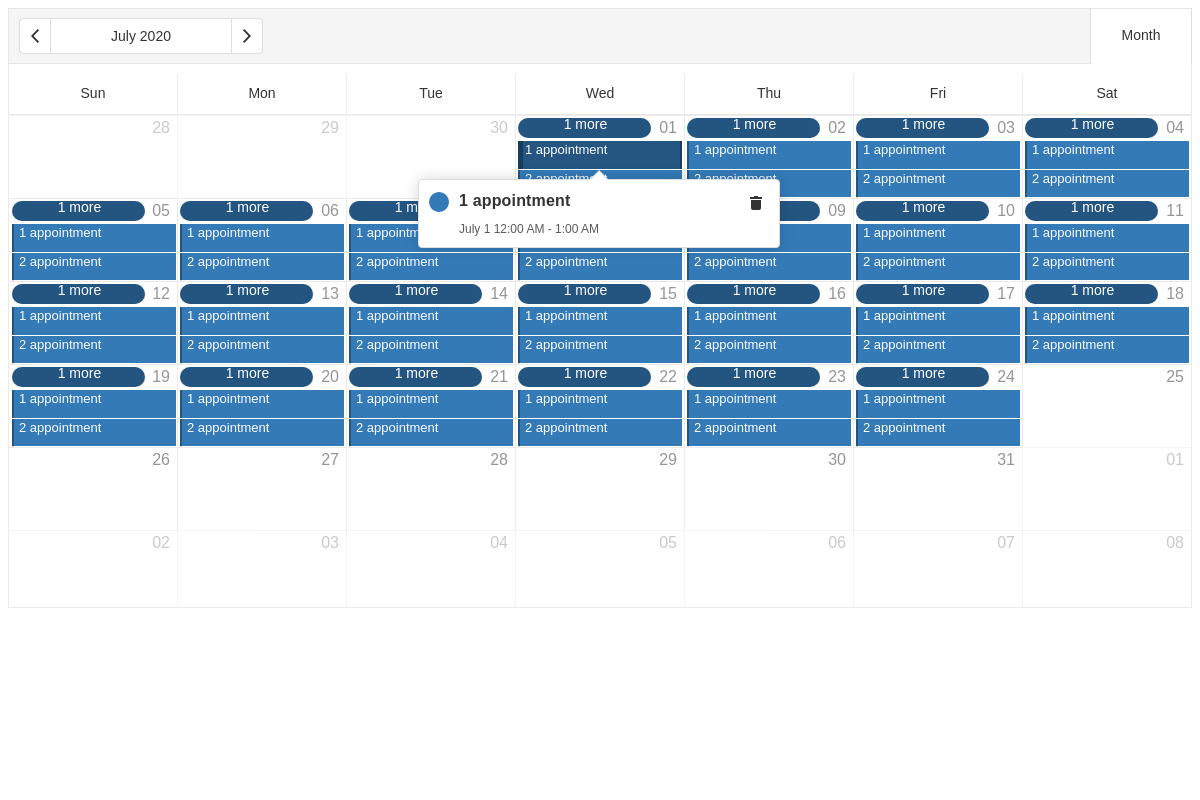 July 2020
Month
Sun Mon Tue Wed Thu Fri Sat
28 29 30 1 more 01 1 more 02 1 more 03 1 more 04
1 appointment 1 appointment 1 appointment 1 appointment
2 appointment 2 appointment 2 appointment 2 appointment
1 appointment
July 1 12:00 AM - 1:00 AM
1 more 05 1 more 06 1 m 09 1 more 10 1 more 11
1 appointment 1 appointment 1 appointm 1 appointment 1 appointment
2 appointment 2 appointment 2 appointment 2 appointment 2 appointment 2 appointment 2 appointment
1 more 12 1 more 13 1 more 14 1 more 15 1 more 16 1 more 17 1 more 18
1 appointment 1 appointment 1 appointment 1 appointment 1 appointment 1 appointment 1 appointment
2 appointment 2 appointment 2 appointment 2 appointment 2 appointment 2 appointment 2 appointment
1 more 19 1 more 20 1 more 21 1 more 22 1 more 23 1 more 24 25
1 appointment 1 appointment 1 appointment 1 appointment 1 appointment 1 appointment
2 appointment 2 appointment 2 appointment 2 appointment 2 appointment 2 appointment
26 27 28 29 30 31 01
02 03 04 05 06 07 08